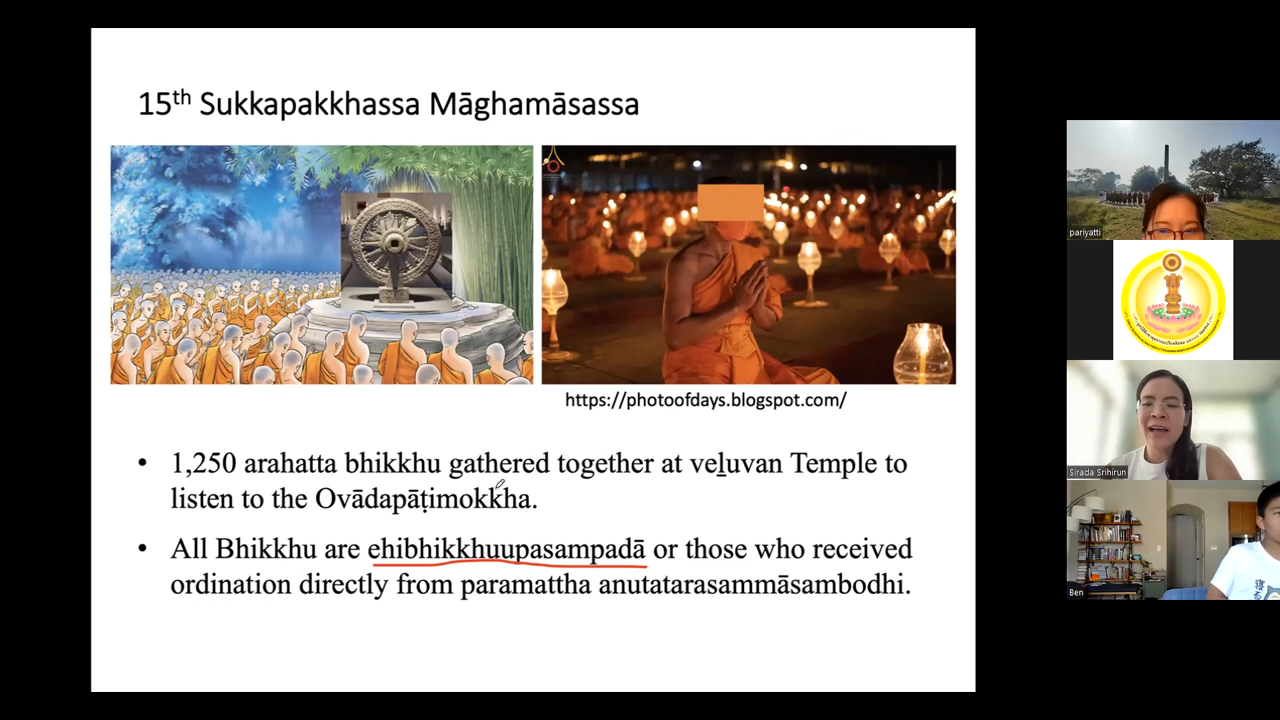 15th Sukkapakkhassa Māghamāsassa
https://photoofdays.blogspot.com/
• 1,250 arahatta bhikkhu gathered together at veḻuvan Temple to
listen to the Ovādapāṭimokkha.
• All Bhikkhu are ehibhikkhuupasampadā or those who received
ordination directly from paramattha anutatarasammāsambodhi.
pariyatti
Sirada Srihirun
Ben